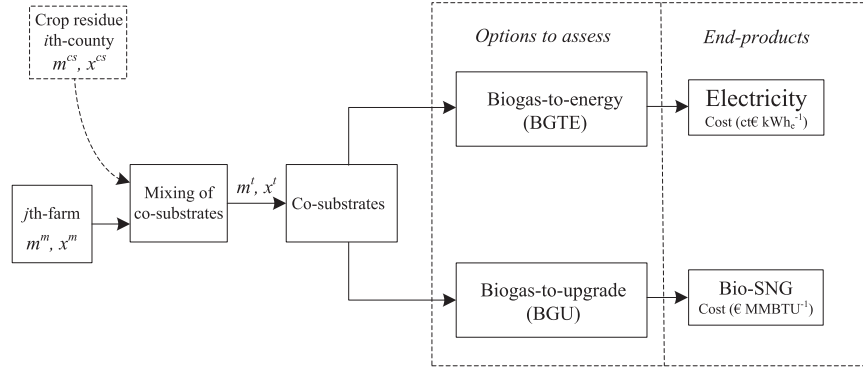 Crop residue
ith-county
m^cs, x^cs
Options to assess
End-products
Biogas-to-energy
(BGTE)
Electricity
Cost (ct€ kWh_e^-1)
jth-farm
m^m, x^m
Mixing of
co-substrates
m^t, x^t
Co-substrates
Biogas-to-upgrade
(BGU)
Bio-SNG
Cost (€ MMBTU^-1)